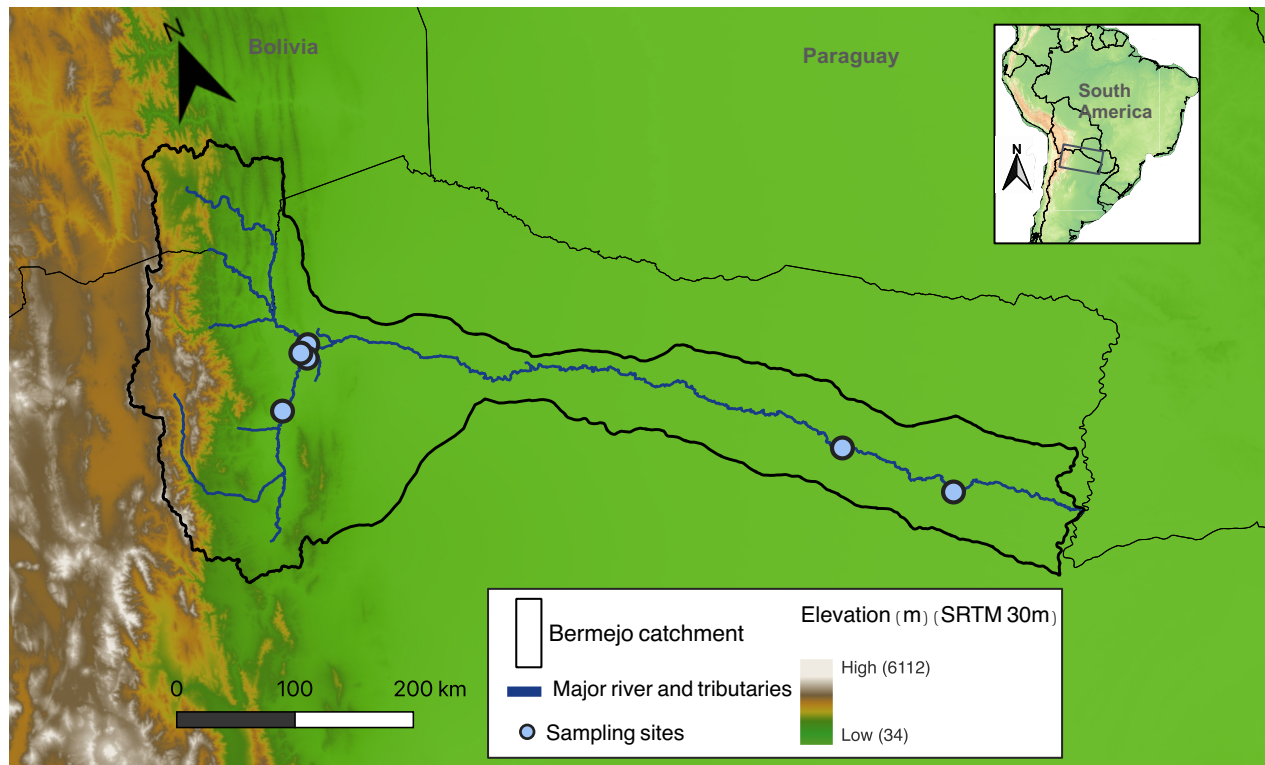 N
Bolivia
Paraguay
South
America
N
Bermejo catchment
Major river and tributaries
Sampling sites
Elevation (m) (SRTM 30m)
High (6112)
Low (34)
0 100 200 km